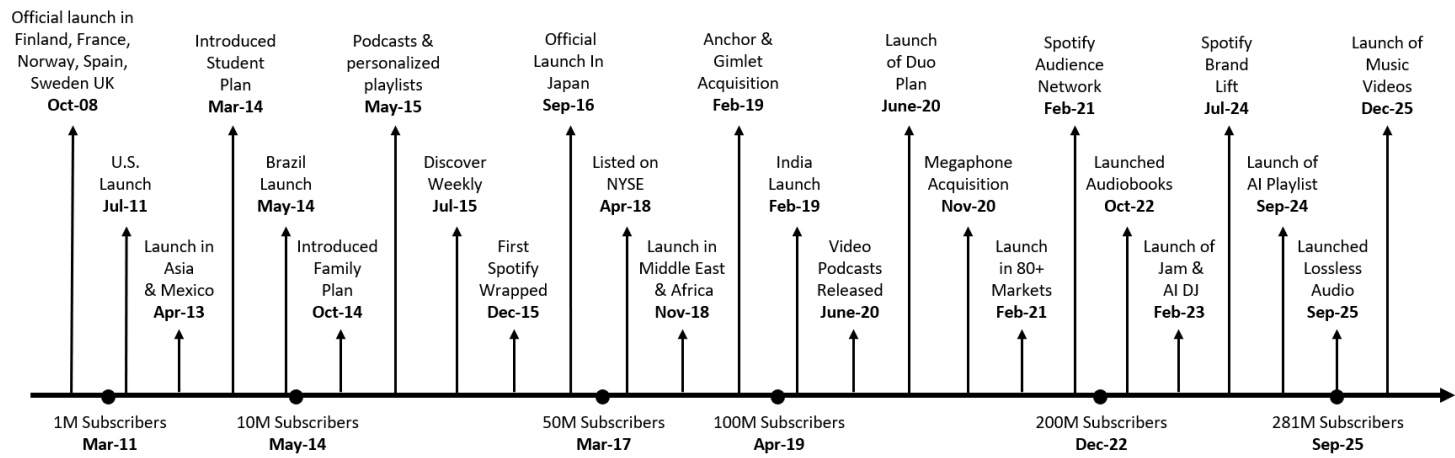 Official launch in
Finland, France,
Norway, Spain,
Sweden UK
Oct-08
Introduced
Student
Plan
Mar-14
Podcasts &
personalized
playlists
May-15
Official
Launch In
Japan
Sep-16
Anchor &
Gimlet
Acquisition
Feb-19
Launch
of Duo
Plan
June-20
Spotify
Audience
Network
Feb-21
Spotify
Brand
Lift
Jul-24
Launch of
Music
Videos
Dec-25
U.S.
Launch
Jul-11
Brazil
Launch
May-14
Discover
Weekly
Jul-15
Listed on
NYSE
Apr-18
India
Launch
Feb-19
Megaphone
Acquisition
Nov-20
Launched
Audiobooks
Oct-22
Launch of
AI Playlist
Sep-24
Launch in
Asia
& Mexico
Apr-13
Introduced
Family
Plan
Oct-14
First
Spotify
Wrapped
Dec-15
Launch in
Middle East
& Africa
Nov-18
Video
Podcasts
Released
June-20
Launch
in 80+
Markets
Feb-21
Launch of
Jam &
AI DJ
Feb-23
Launched
Lossless
Audio
Sep-25
1M Subscribers
Mar-11
10M Subscribers
May-14
50M Subscribers
Mar-17
100M Subscribers
Apr-19
200M Subscribers
Dec-22
281M Subscribers
Sep-25